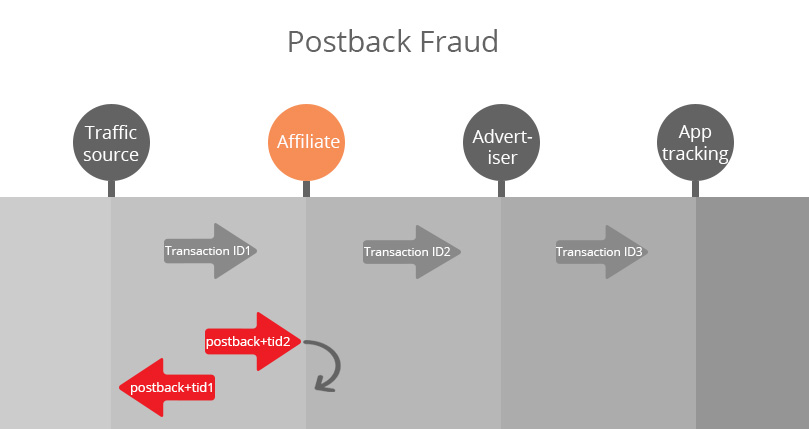 Postback Fraud
Traffic
source
Affiliate
Advert-
iser
App
tracking
Transaction ID1
Transaction ID2
Transaction ID3
postback+tid2
postback+tid1